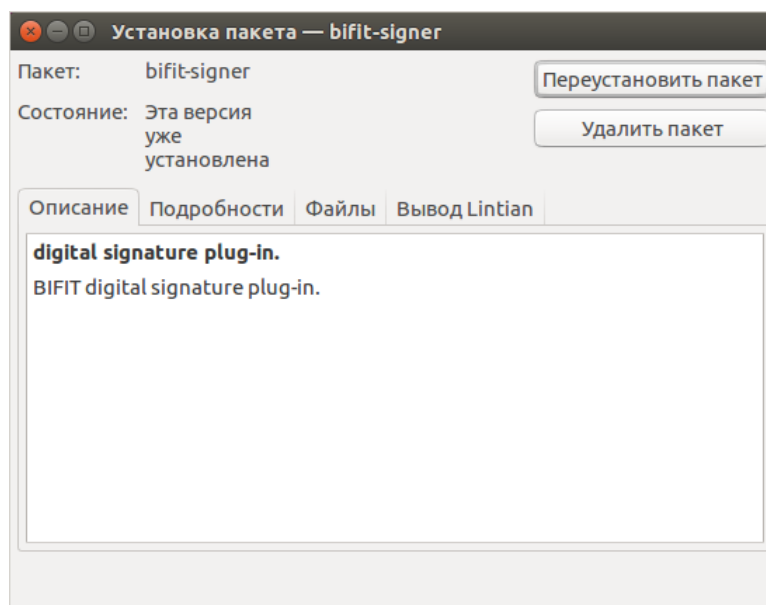 Установка пакета — bifit-signer
Пакет: bifit-signer
Переустановить пакет
Состояние: Эта версия
уже
установлена
Удалить пакет
Описание Подробности Файлы Вывод Lintian
digital signature plug-in.
BIFIT digital signature plug-in.